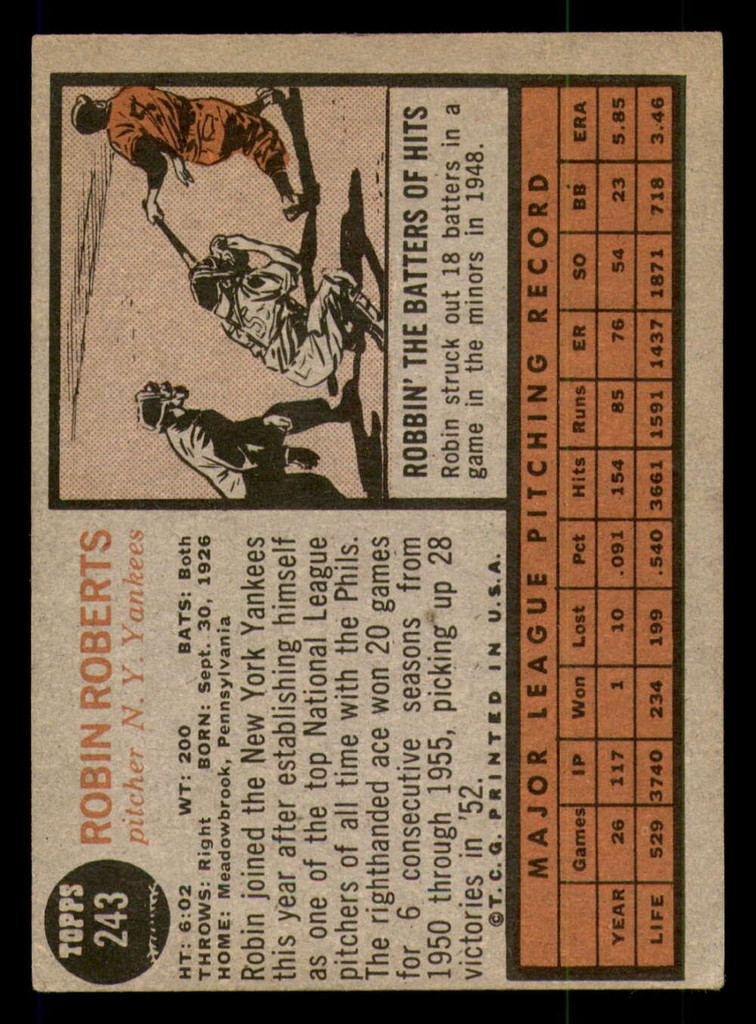 TOPPS
243
ROBIN ROBERTS
pitcher N. Y. Yankees
HT: 6:02 WT: 200 BATS: Both
THROWS: Right BORN: Sept. 30, 1926
HOME: Meadowbrook, Pennsylvania
Robin joined the New York Yankees
this year after establishing himself
as one of the top National League
pitchers of all time with the Phils.
The righthanded ace won 20 games
for 6 consecutive seasons from
1950 through 1955, picking up 28
victories in '52.
©T.C.G. PRINTED IN U.S.A.
ROBBIN' THE BATTERS OF HITS
Robin struck out 18 batters in a
game in the minors in 1948.
MAJOR LEAGUE PITCHING RECORD
Games IP Won Lost Pct Hits Runs ER SO BB ERA
YEAR 26 117 1 10 .091 154 85 76 54 23 5.85
LIFE 529 3740 234 199 .540 3661 1591 1437 1871 718 3.46